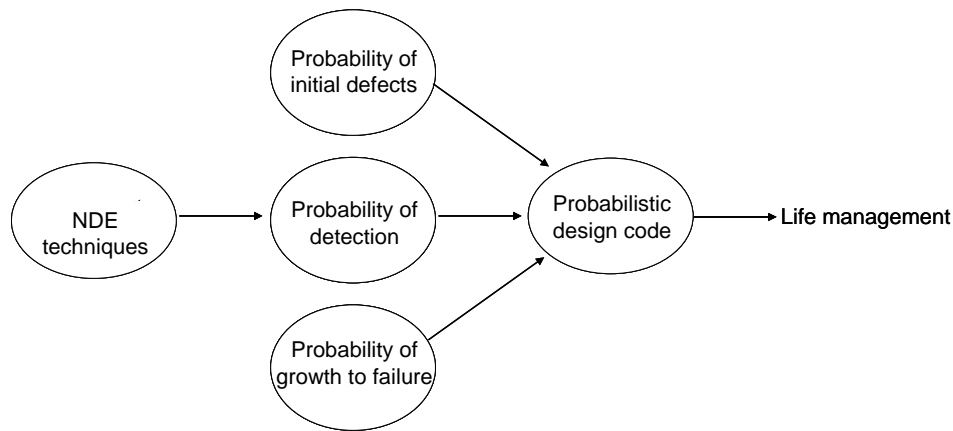 Probability of
initial defects
NDE
techniques
Probability of
detection
Probabilistic
design code
Life management
Probability of
growth to failure